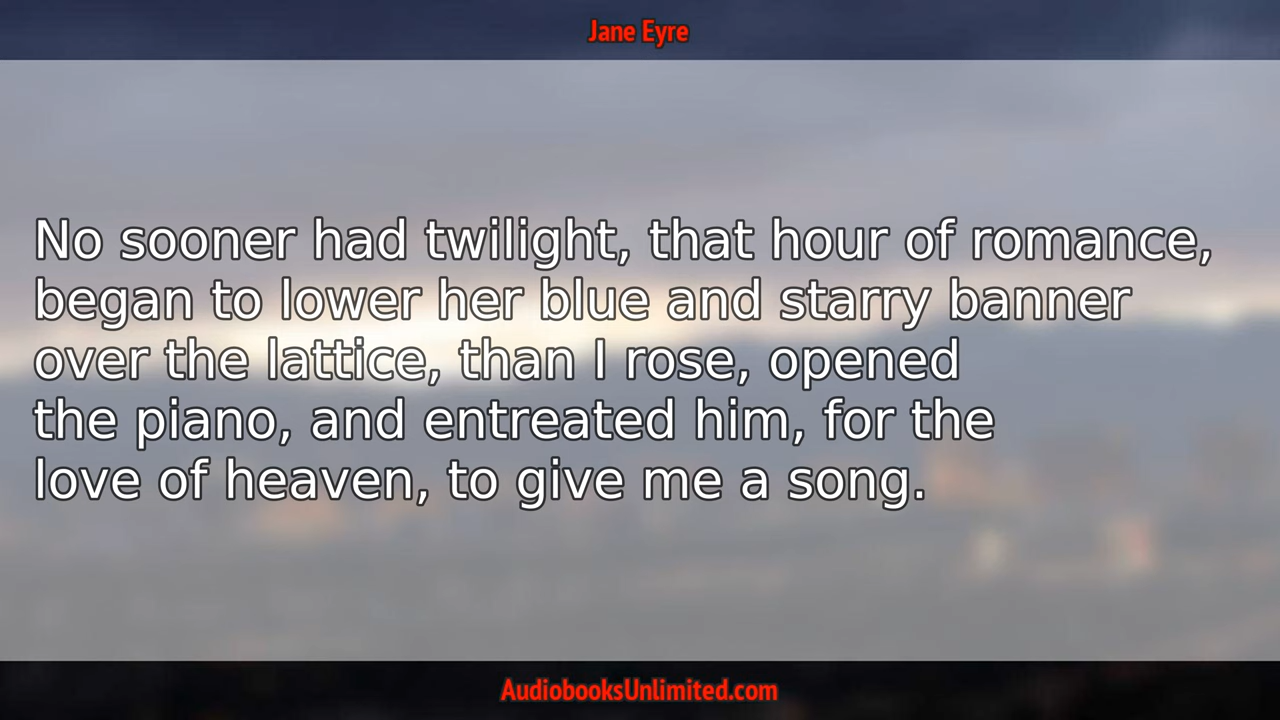 Jane Eyre
No sooner had twilight, that hour of romance,
began to lower her blue and starry banner
over the lattice, than I rose, opened
the piano, and entreated him, for the
love of heaven, to give me a song.
AudiobooksUnlimited.com